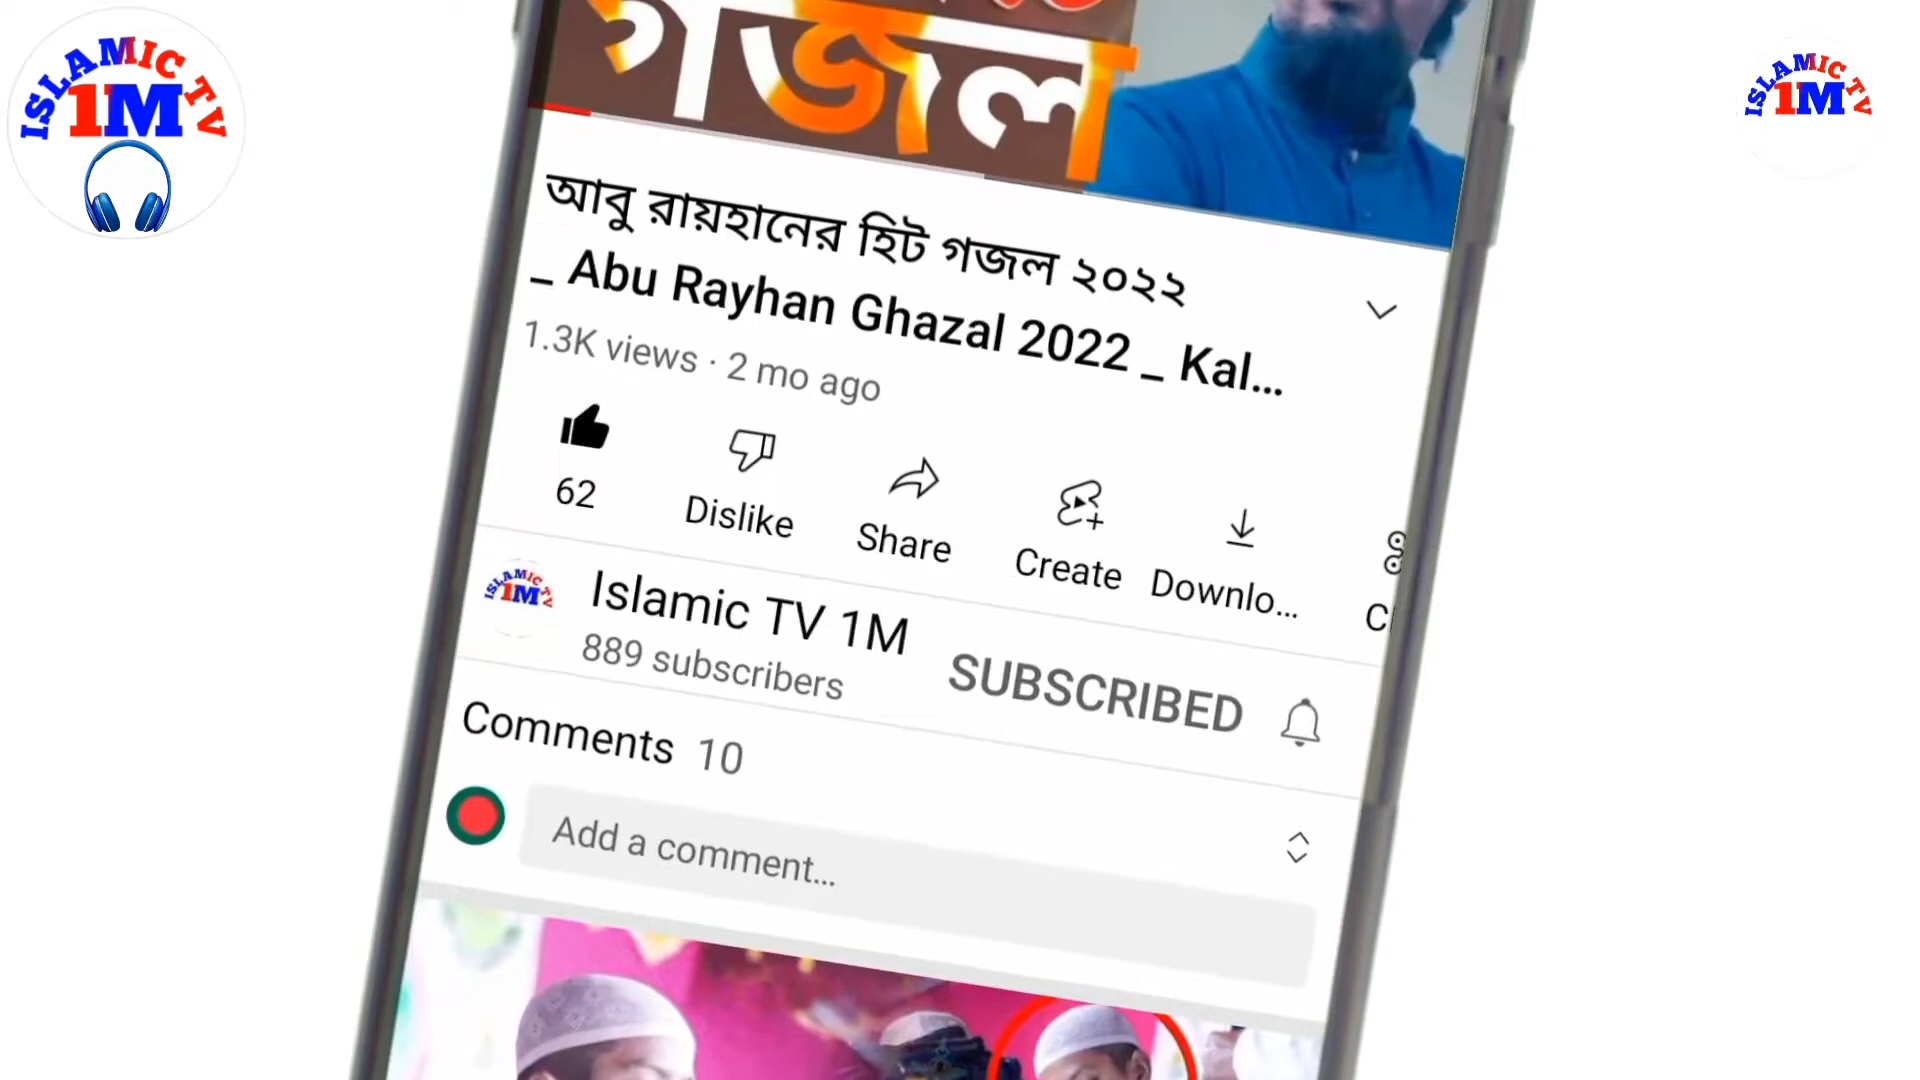 ISLAMIC TV
1M
ISLAMIC TV
1M
গজল
আবু রায়হানের হিট গজল ২০২২
_ Abu Rayhan Ghazal 2022 _ Kal...
1.3K views · 2 mo ago
62
Dislike
Share
Create
Downlo...
ISLAMIC TV
1M
Islamic TV 1M
889 subscribers
SUBSCRIBED
Comments 10
Add a comment...